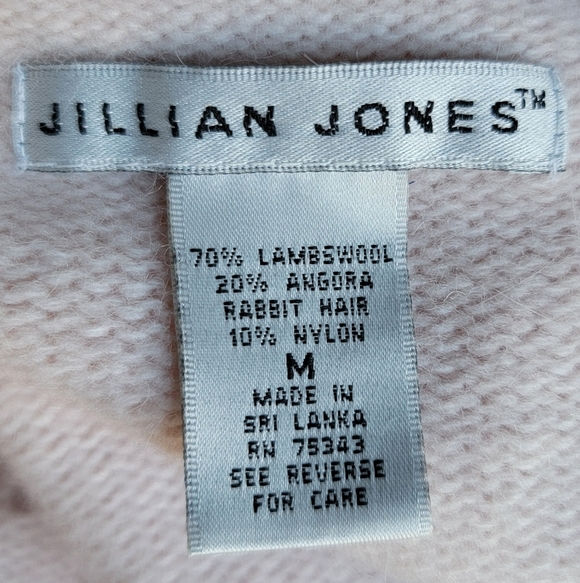 JILLIAN JONES™
70% LAMBSWOOL
20% ANGORA
RABBIT HAIR
10% NYLON
M
MADE IN
SRI LANKA
RN 75343
SEE REVERSE
FOR CARE